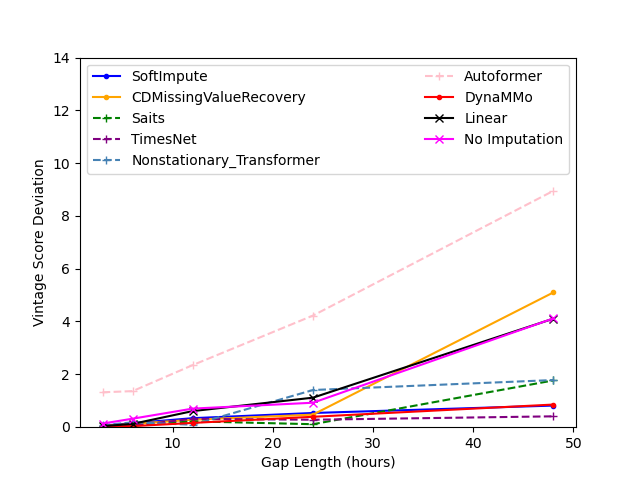 14
12
10
8
6
4
2
0
Vintage Score Deviation
SoftImpute
CDMissingValueRecovery
Saits
TimesNet
Nonstationary_Transformer
Autoformer
DynaMMo
Linear
No Imputation
10 20 30 40 50
Gap Length (hours)